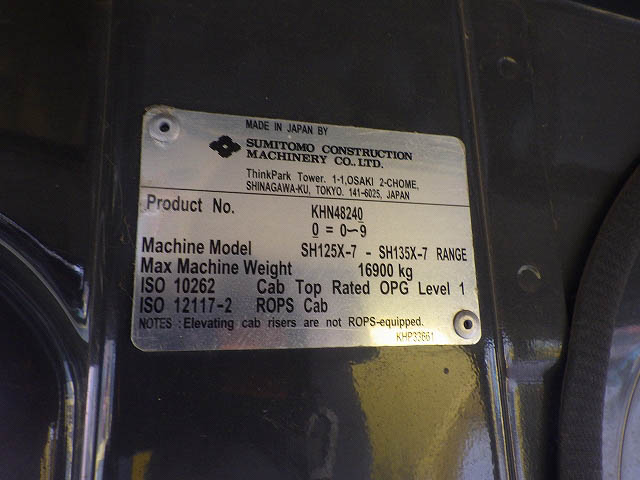 MADE IN JAPAN BY
SUMITOMO CONSTRUCTION
MACHINERY CO., LTD.
ThinkPark Tower. 1-1,OSAKI 2-CHOME,
SHINAGAWA-KU, TOKYO. 141-6025, JAPAN
Product No. KHN48240
0 = 0~9
Machine Model SH125X-7 - SH135X-7 RANGE
Max Machine Weight 16900 kg
ISO 10262 Cab Top Rated OPG Level 1
ISO 12117-2 ROPS Cab
NOTES : Elevating cab risers are not ROPS-equipped.
KHP33661